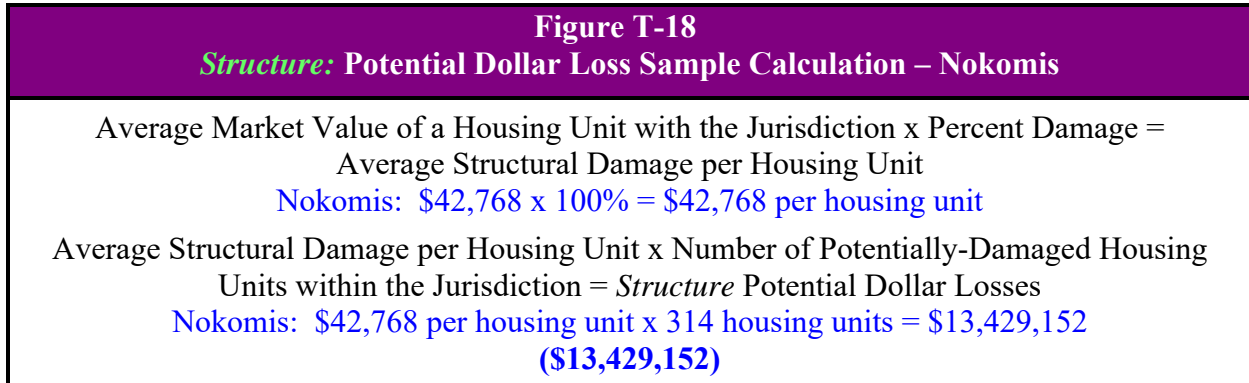 Figure T-18
Structure: Potential Dollar Loss Sample Calculation – Nokomis
Average Market Value of a Housing Unit with the Jurisdiction x Percent Damage =
Average Structural Damage per Housing Unit
Nokomis: $42,768 x 100% = $42,768 per housing unit
Average Structural Damage per Housing Unit x Number of Potentially-Damaged Housing
Units within the Jurisdiction = Structure Potential Dollar Losses
Nokomis: $42,768 per housing unit x 314 housing units = $13,429,152
($13,429,152)